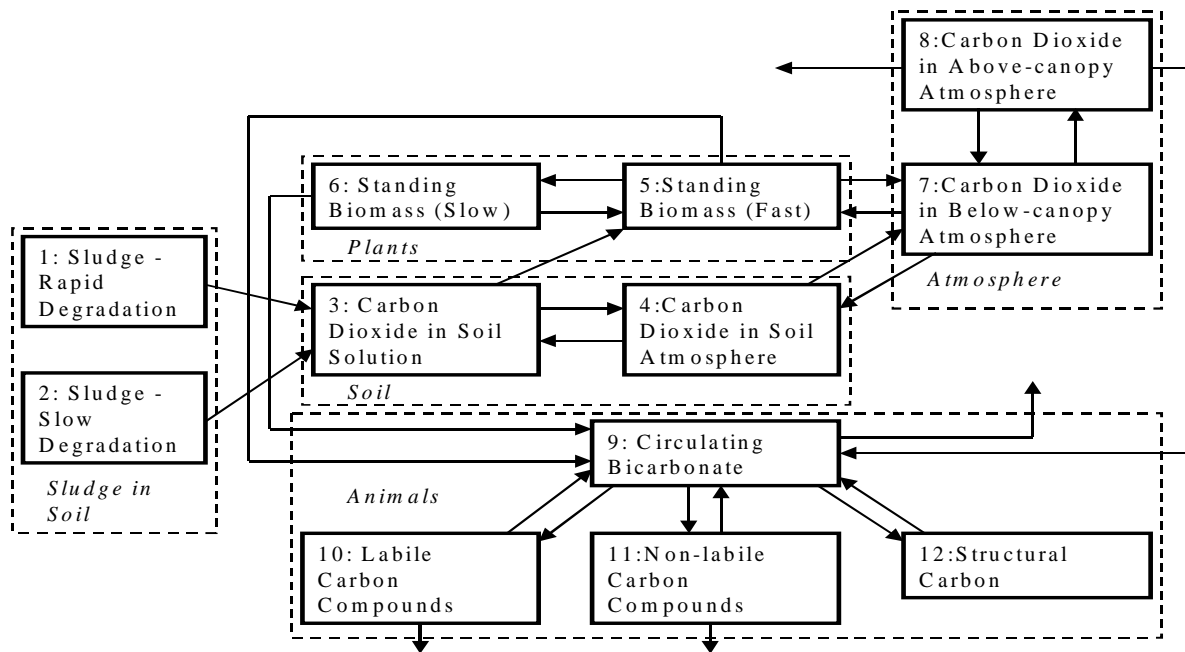 8:Carbon Dioxide
in Above-canopy
Atmosphere
6: Standing
Biomass (Slow)
5:Standing
Biomass (Fast)
7:Carbon Dioxide
in Below-canopy
Atmosphere
Plants
Atmosphere
1: Sludge -
Rapid
Degradation
3: Carbon
Dioxide in Soil
Solution
4:Carbon
Dioxide in Soil
Atmosphere
Soil
2: Sludge -
Slow
Degradation
Sludge in
Soil
9: Circulating
Bicarbonate
Animals
10: Labile
Carbon
Compounds
11:Non-labile
Carbon
Compounds
12:Structural
Carbon